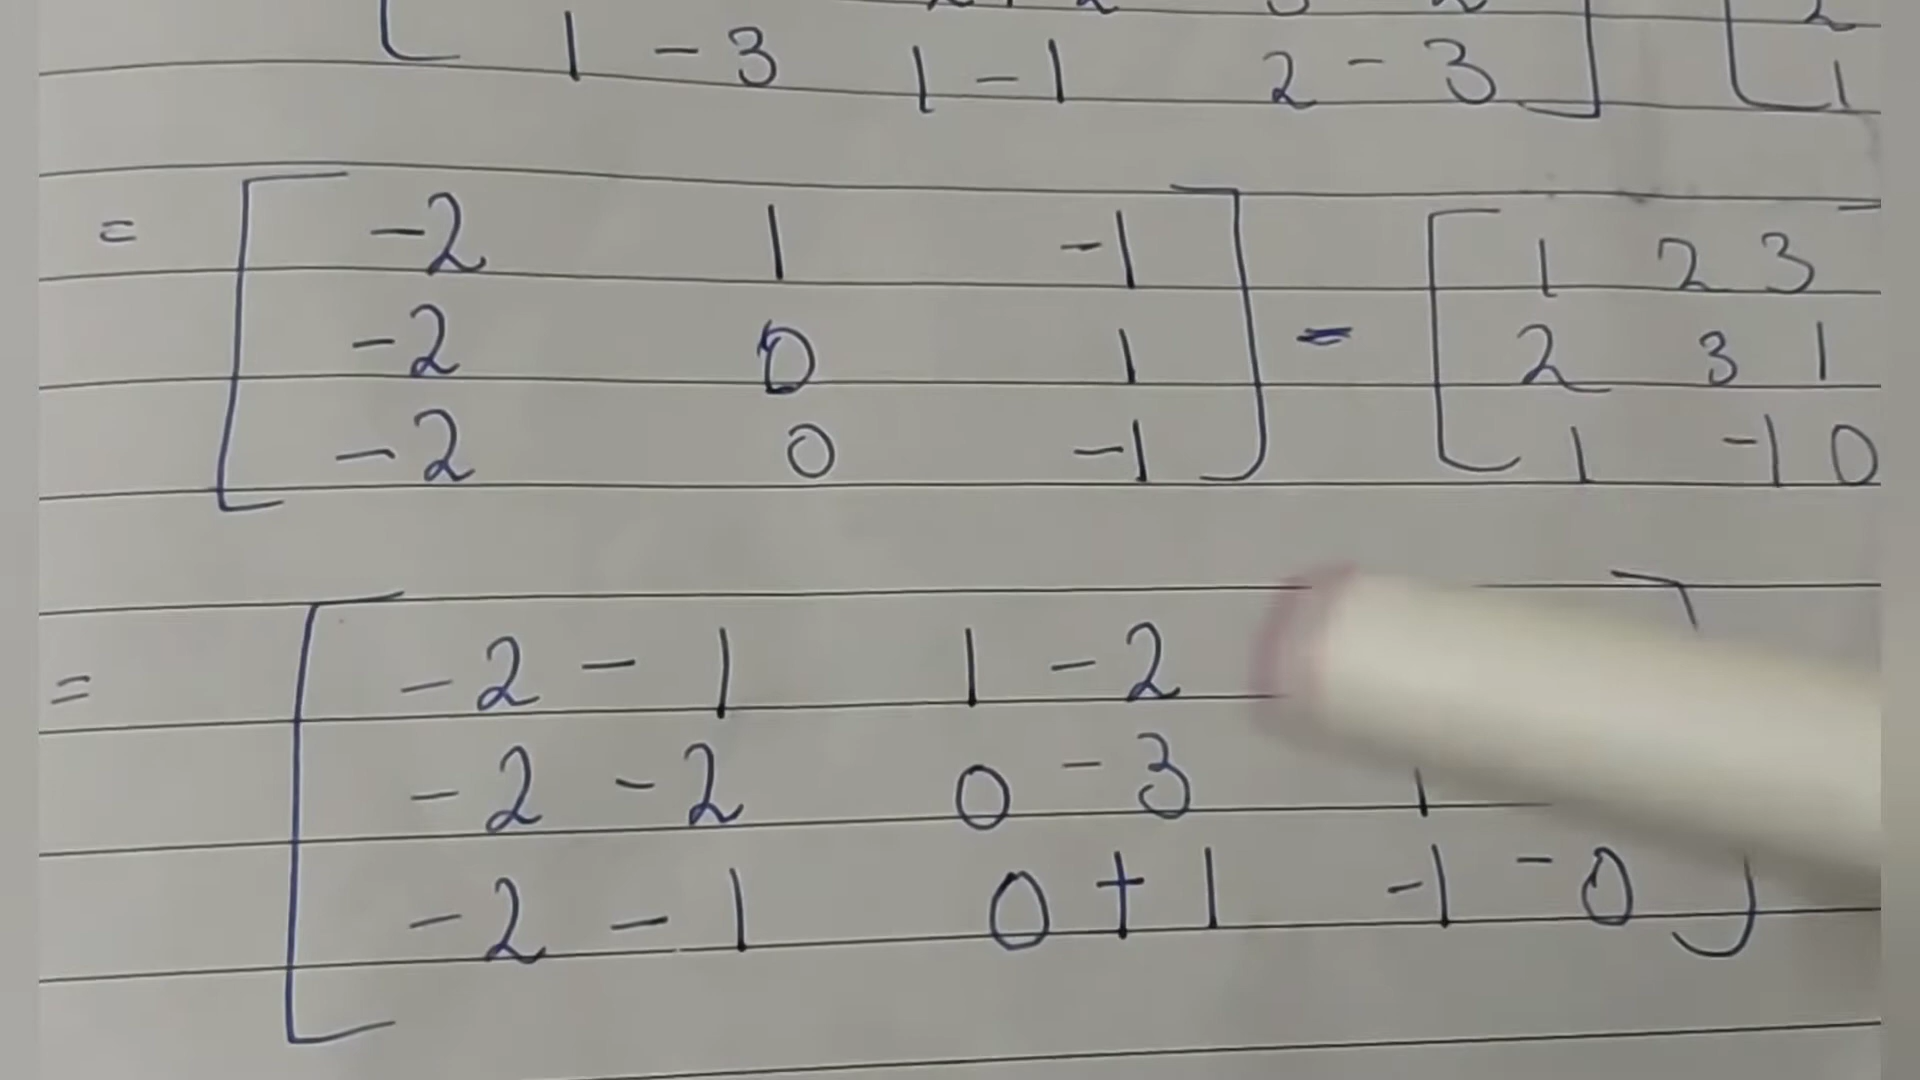 1 - 3 1 - 1 2 - 3 1
= -2 1 -1 - 1 2 3
-2 0 1 2 3 1
-2 0 -1 1 -1 0
= -2 - 1 1 - 2
-2 - 2 0 - 3 1
-2 - 1 0 + 1 -1 - 0